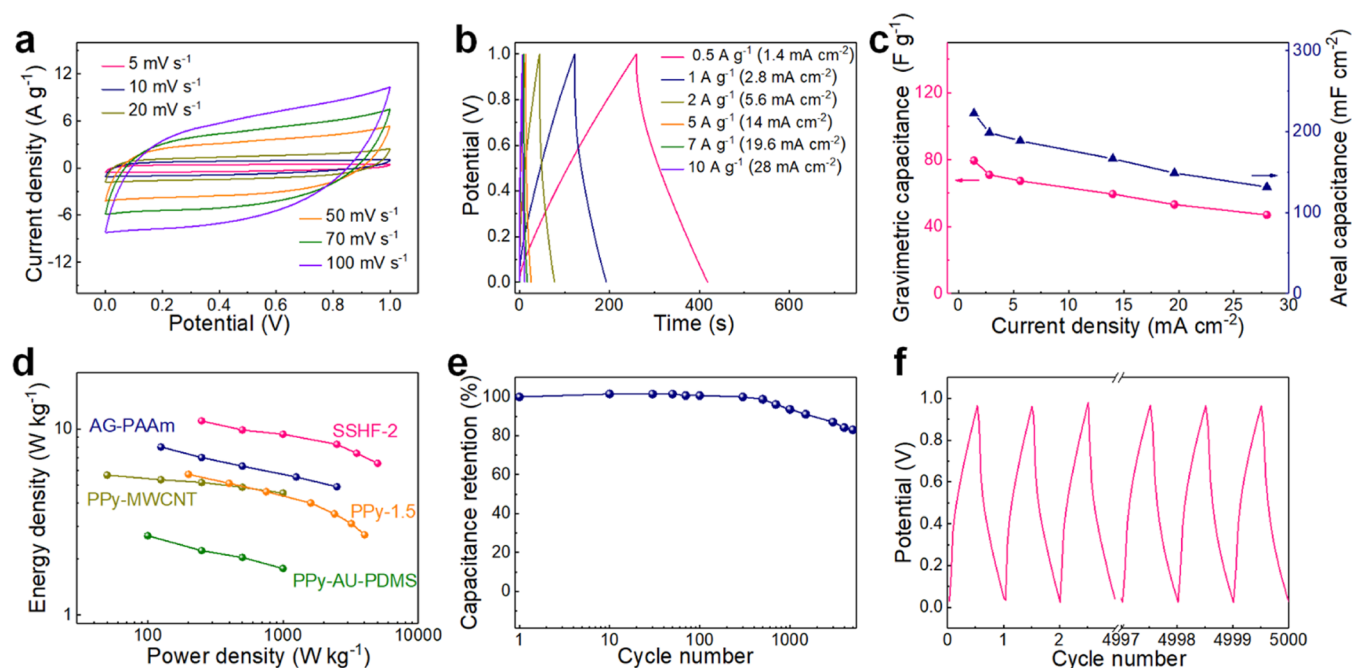 a
Current density (A g⁻¹)
12
6
0
-6
-12
5 mV s⁻¹
10 mV s⁻¹
20 mV s⁻¹
50 mV s⁻¹
70 mV s⁻¹
100 mV s⁻¹
0.0 0.2 0.4 0.6 0.8 1.0
Potential (V)
b
Potential (V)
1.0
0.8
0.6
0.4
0.2
0.0
0.5 A g⁻¹ (1.4 mA cm⁻²)
1 A g⁻¹ (2.8 mA cm⁻²)
2 A g⁻¹ (5.6 mA cm⁻²)
5 A g⁻¹ (14 mA cm⁻²)
7 A g⁻¹ (19.6 mA cm⁻²)
10 A g⁻¹ (28 mA cm⁻²)
0 200 400 600
Time (s)
c
Gravimetric capacitance (F g⁻¹)
120
80
40
0
300
200
100
0
Areal capacitance (mF cm⁻²)
0 5 10 15 20 25 30
Current density (mA cm⁻²)
d
Energy density (W kg⁻¹)
10
1
AG-PAAm
SSHF-2
PPy-MWCNT
PPy-1.5
PPy-AU-PDMS
100 1000 10000
Power density (W kg⁻¹)
e
Capacitance retention (%)
100
80
60
40
20
0
1 10 100 1000
Cycle number
f
Potential (V)
1.0
0.8
0.6
0.4
0.2
0.0
0 1 2 4997 4998 4999 5000
Cycle number